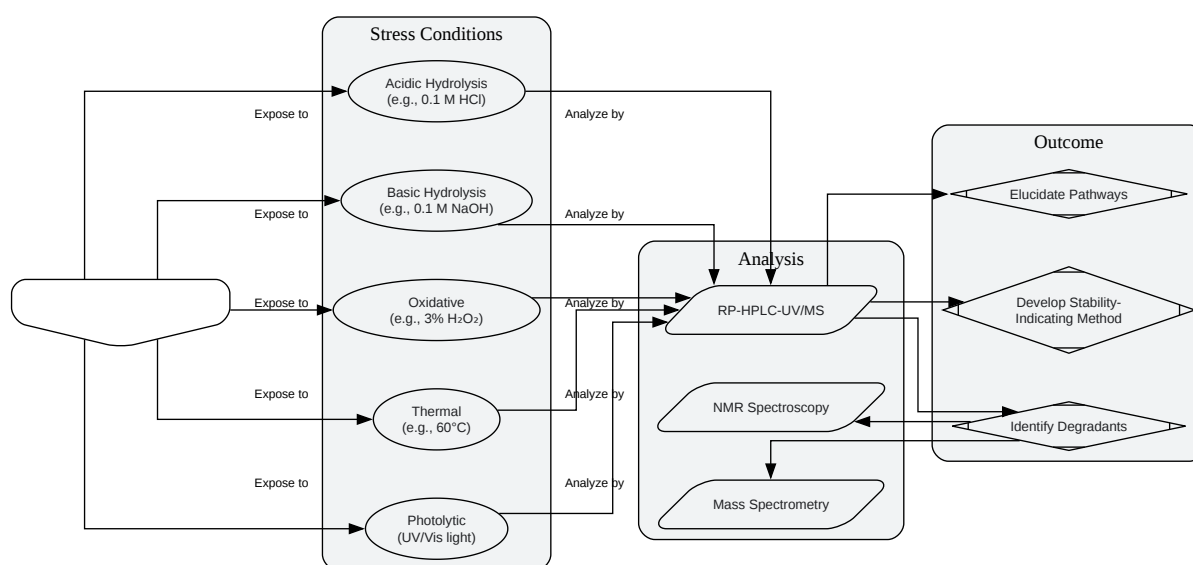 Stress Conditions
Acidic Hydrolysis
(e.g., 0.1 M HCl)
Expose to
Analyze by
Outcome
Basic Hydrolysis
(e.g., 0.1 M NaOH)
Elucidate Pathways
Expose to
Analyze by
Analysis
Oxidative
(e.g., 3% H₂O₂)
Expose to
Analyze by
RP-HPLC-UV/MS
Develop Stability-
Indicating Method
Expose to
Analyze by
Thermal
(e.g., 60°C)
NMR Spectroscopy
Identify Degradants
Expose to
Analyze by
Mass Spectrometry
Photolytic
(UV/Vis light)